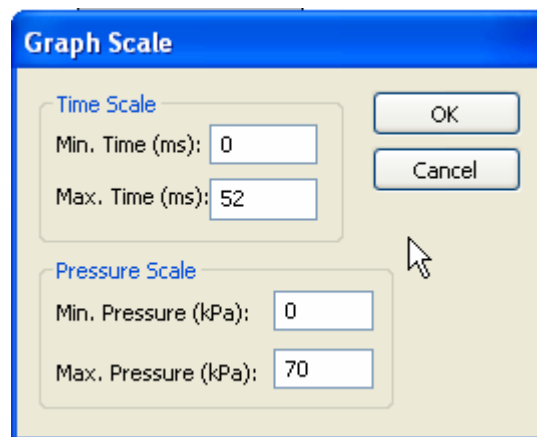 Graph Scale
Time Scale
OK
Min. Time (ms): 0
Cancel
Max. Time (ms): 52
Pressure Scale
Min. Pressure (kPa): 0
Max. Pressure (kPa): 70